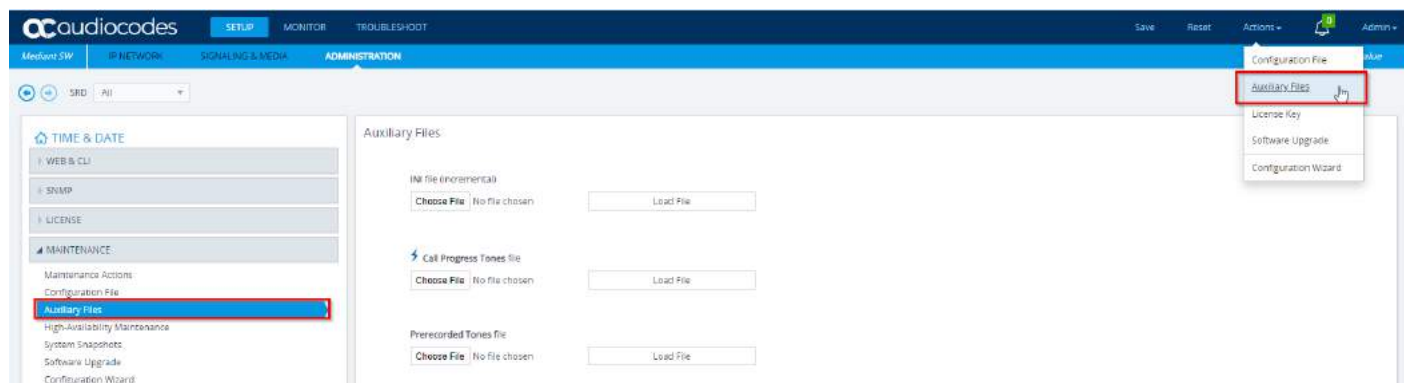 audiocodes SETUP MONITOR TROUBLESHOOT Save Reset Actions 0 Admin
Mediant SW IP NETWORK SIGNALING & MEDIA ADMINISTRATION
Configuration File
SRD All
Auxiliary Files
License Key
Software Upgrade
Configuration Wizard
TIME & DATE
WEB & CLI
SNMP
LICENSE
MAINTENANCE
Maintenance Actions
Configuration File
Auxiliary Files
High-Availability Maintenance
System Snapshots
Software Upgrade
Configuration Wizard
Auxiliary Files
INI file (incremental)
Choose File No file chosen Load File
Call Progress Tones file
Choose File No file chosen Load File
Prerecorded Tones file
Choose File No file chosen Load File